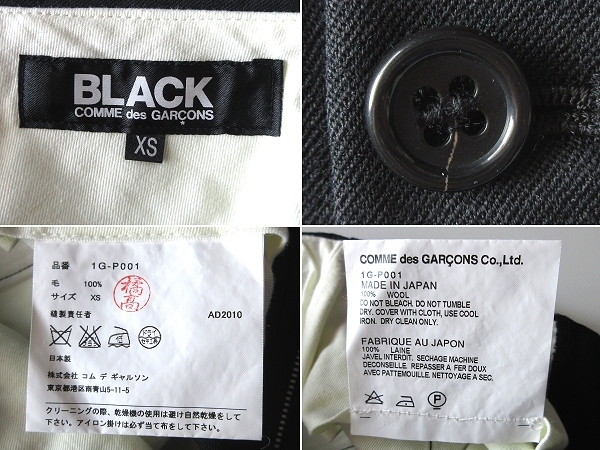 BLACK
COMME des GARÇONS
XS
品番 1G-P001
毛 100%
サイズ XS
橋高
縫製責任者
AD2010
日本製
株式会社 コム デ ギャルソン
東京都港区南青山5-11-5
クリーニングの際、乾燥機の使用は避け自然乾燥をして
下さい。アイロン掛けは必ず当て布をして下さい。
COMME des GARÇONS Co.,Ltd.
1G-P001
MADE IN JAPAN
100% WOOL
DO NOT BLEACH. DO NOT TUMBLE
DRY. COVER WITH CLOTH, USE COOL
IRON. DRY CLEAN ONLY.
FABRIQUE AU JAPON
100% LAINE
JAVEL INTERDIT. SECHAGE MACHINE
DECONSEILLE. REPASSER A FER DOUX
AVEC PATTEMOUILLE. NETTOYAGE A SEC.
P